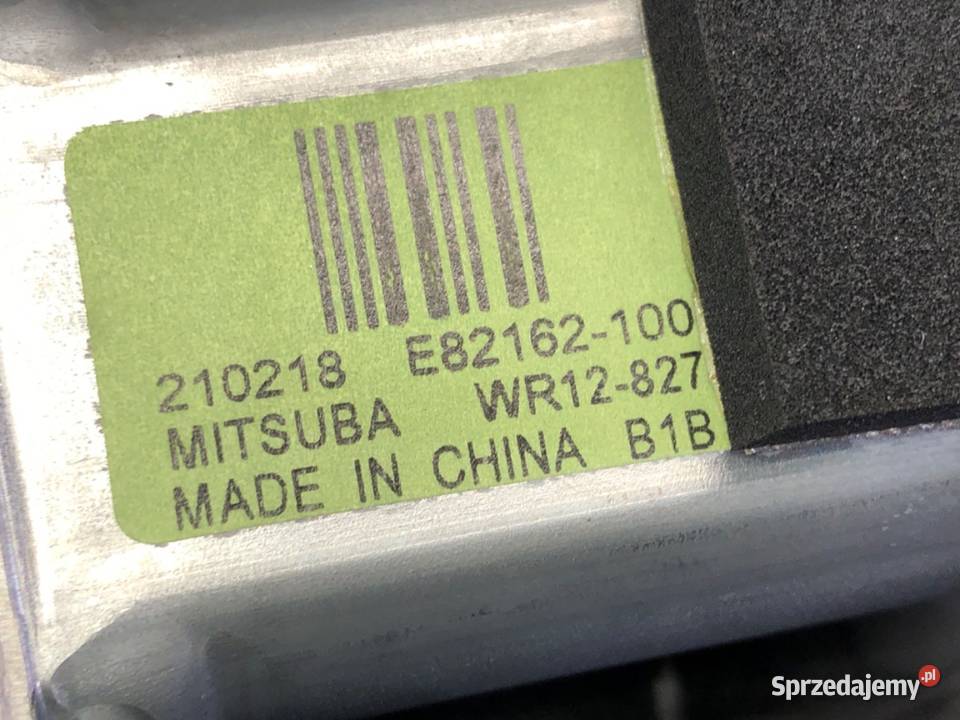 210218 E82162-100
MITSUBA WR12-827
MADE IN CHINA B1B
Sprzedajemy.pl